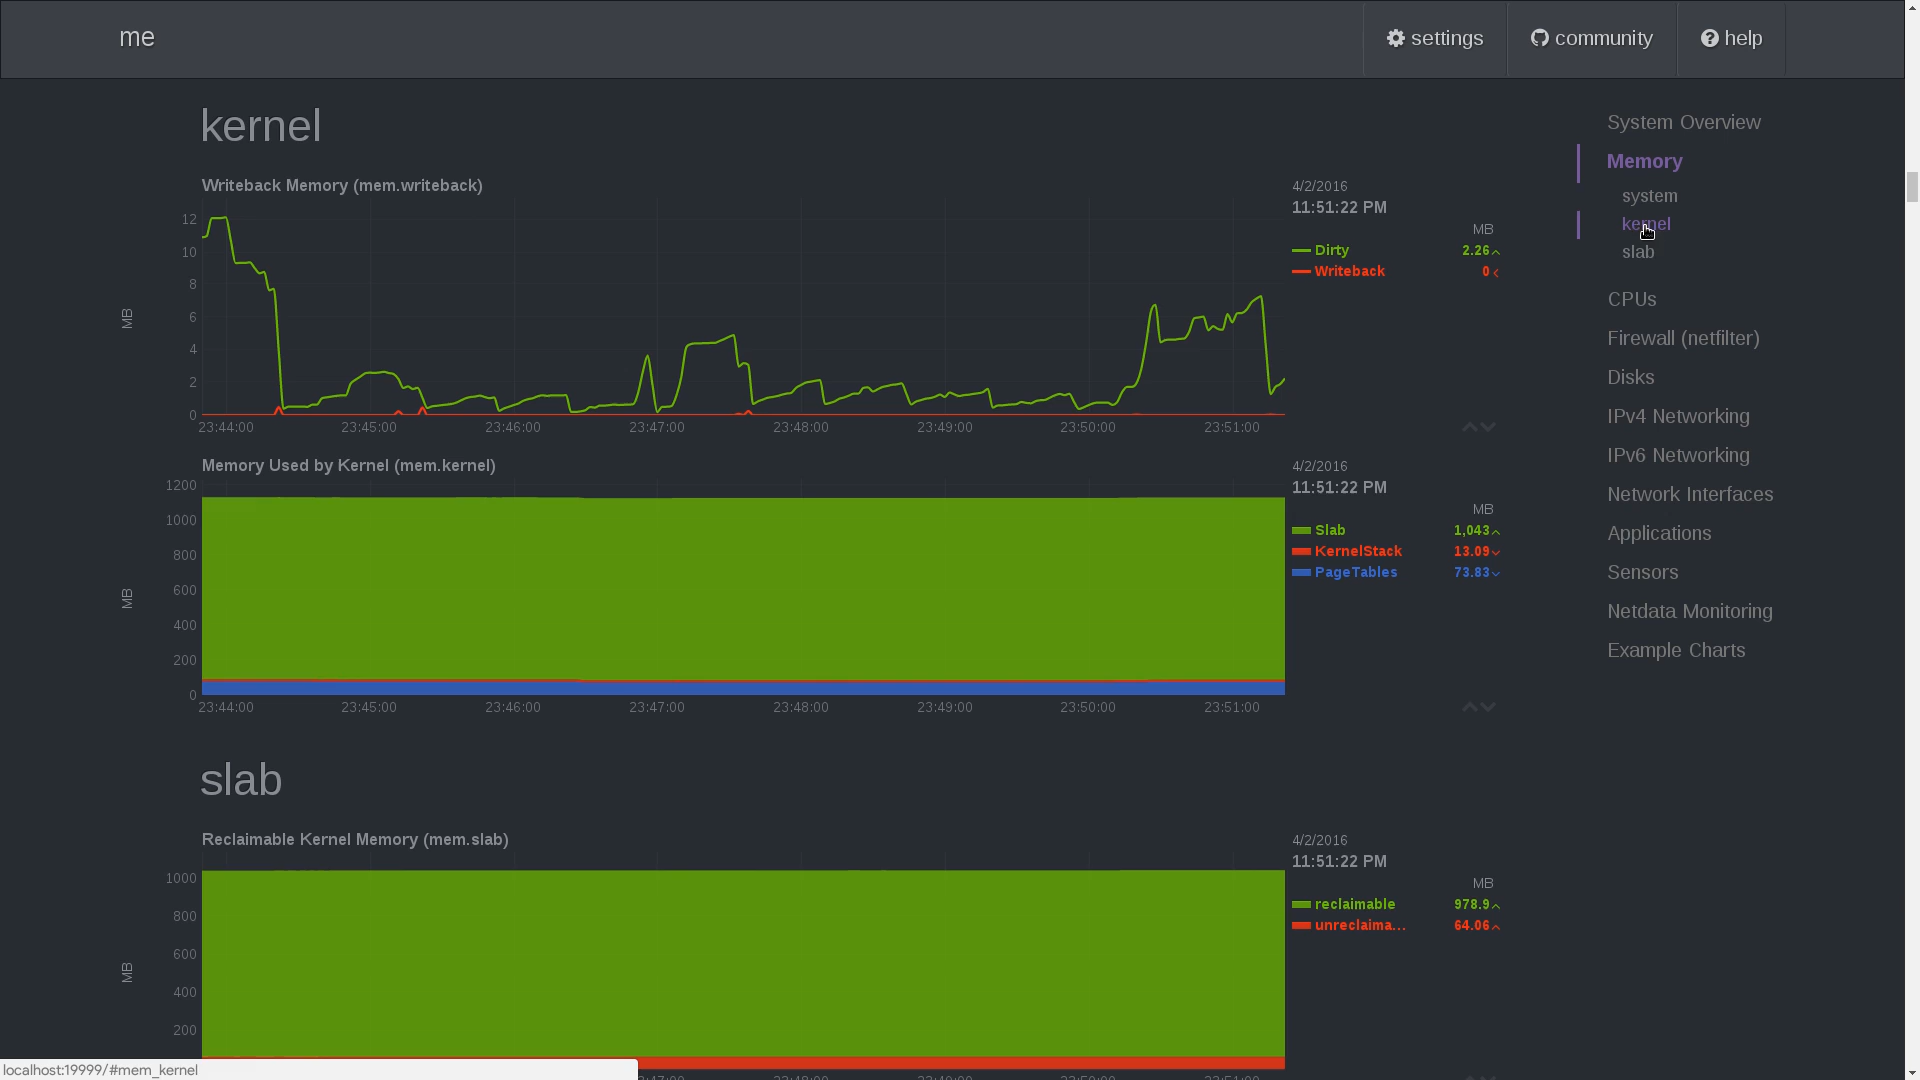 me
settings
community
help
kernel
Writeback Memory (mem.writeback)
MB
12
10
8
6
4
2
0
23:44:00 23:45:00 23:46:00 23:47:00 23:48:00 23:49:00 23:50:00 23:51:00
4/2/2016
11:51:22 PM
MB
Dirty 2.26
Writeback 0
Memory Used by Kernel (mem.kernel)
MB
1200
1000
800
600
400
200
0
23:44:00 23:45:00 23:46:00 23:47:00 23:48:00 23:49:00 23:50:00 23:51:00
4/2/2016
11:51:22 PM
MB
Slab 1,043
KernelStack 13.09
PageTables 73.83
slab
Reclaimable Kernel Memory (mem.slab)
MB
1000
800
600
400
200
4/2/2016
11:51:22 PM
MB
reclaimable 978.9
unreclaima... 64.06
System Overview
Memory
system
kernel
slab
CPUs
Firewall (netfilter)
Disks
IPv4 Networking
IPv6 Networking
Network Interfaces
Applications
Sensors
Netdata Monitoring
Example Charts
localhost:19999/#mem_kernel